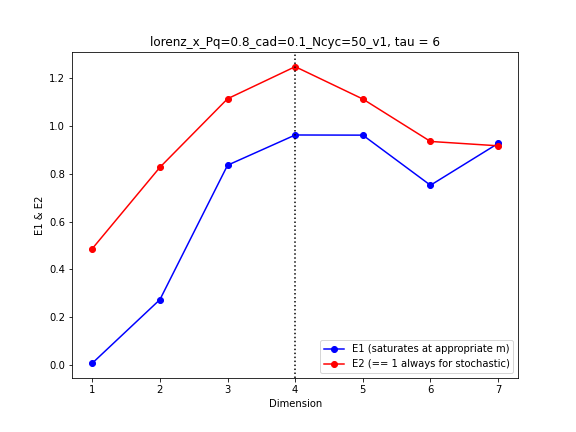 lorenz_x_Pq=0.8_cad=0.1_Ncyc=50_v1, tau = 6
E1 & E2
1.2
1.0
0.8
0.6
0.4
0.2
0.0
E1 (saturates at appropriate m)
E2 (== 1 always for stochastic)
1 2 3 4 5 6 7
Dimension